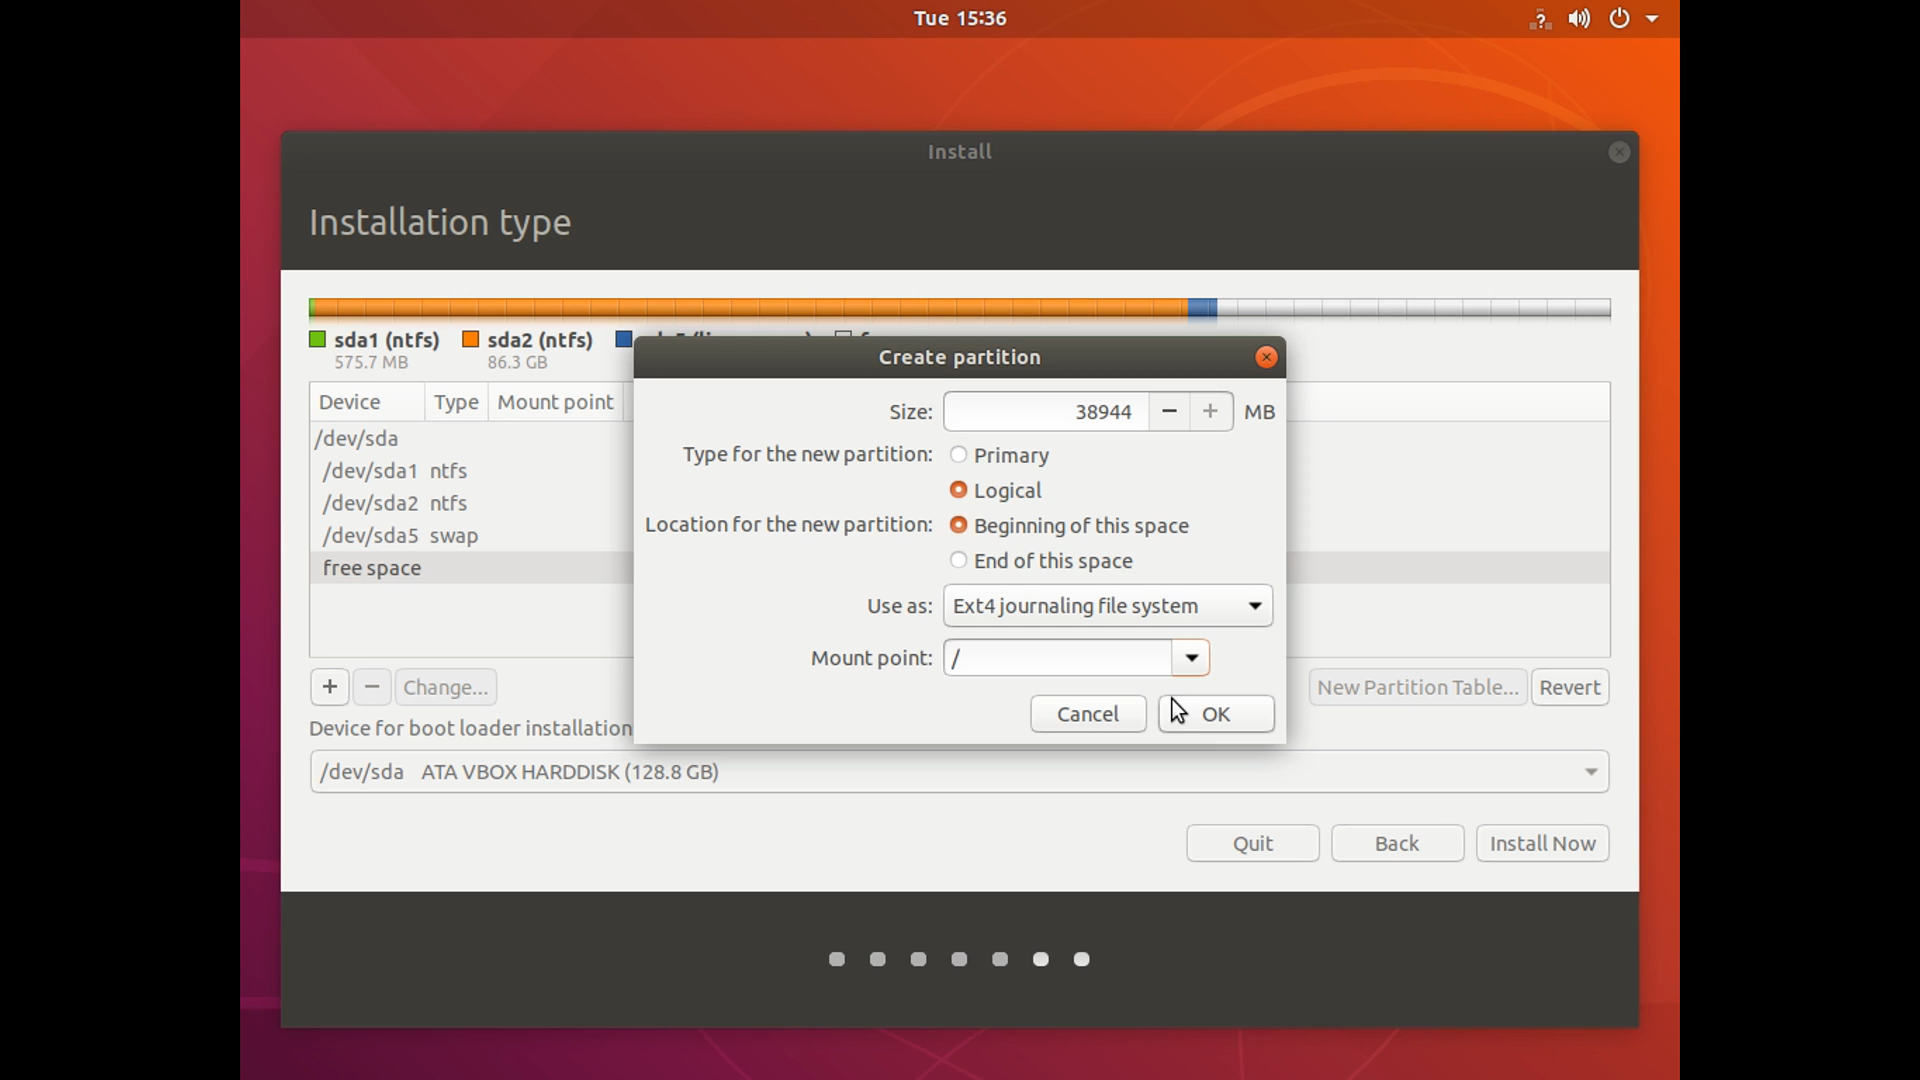 Tue 15:36
?
Install
Installation type
sda1 (ntfs)
575.7 MB
sda2 (ntfs)
86.3 GB
Create partition
Size: 38944 − + MB
Type for the new partition: Primary
Logical
Location for the new partition: Beginning of this space
End of this space
Use as: Ext4 journaling file system
Mount point: /
Cancel OK
Device Type Mount point
/dev/sda
/dev/sda1 ntfs
/dev/sda2 ntfs
/dev/sda5 swap
free space
+ − Change... New Partition Table... Revert
Device for boot loader installation
/dev/sda ATA VBOX HARDDISK (128.8 GB)
Quit Back Install Now